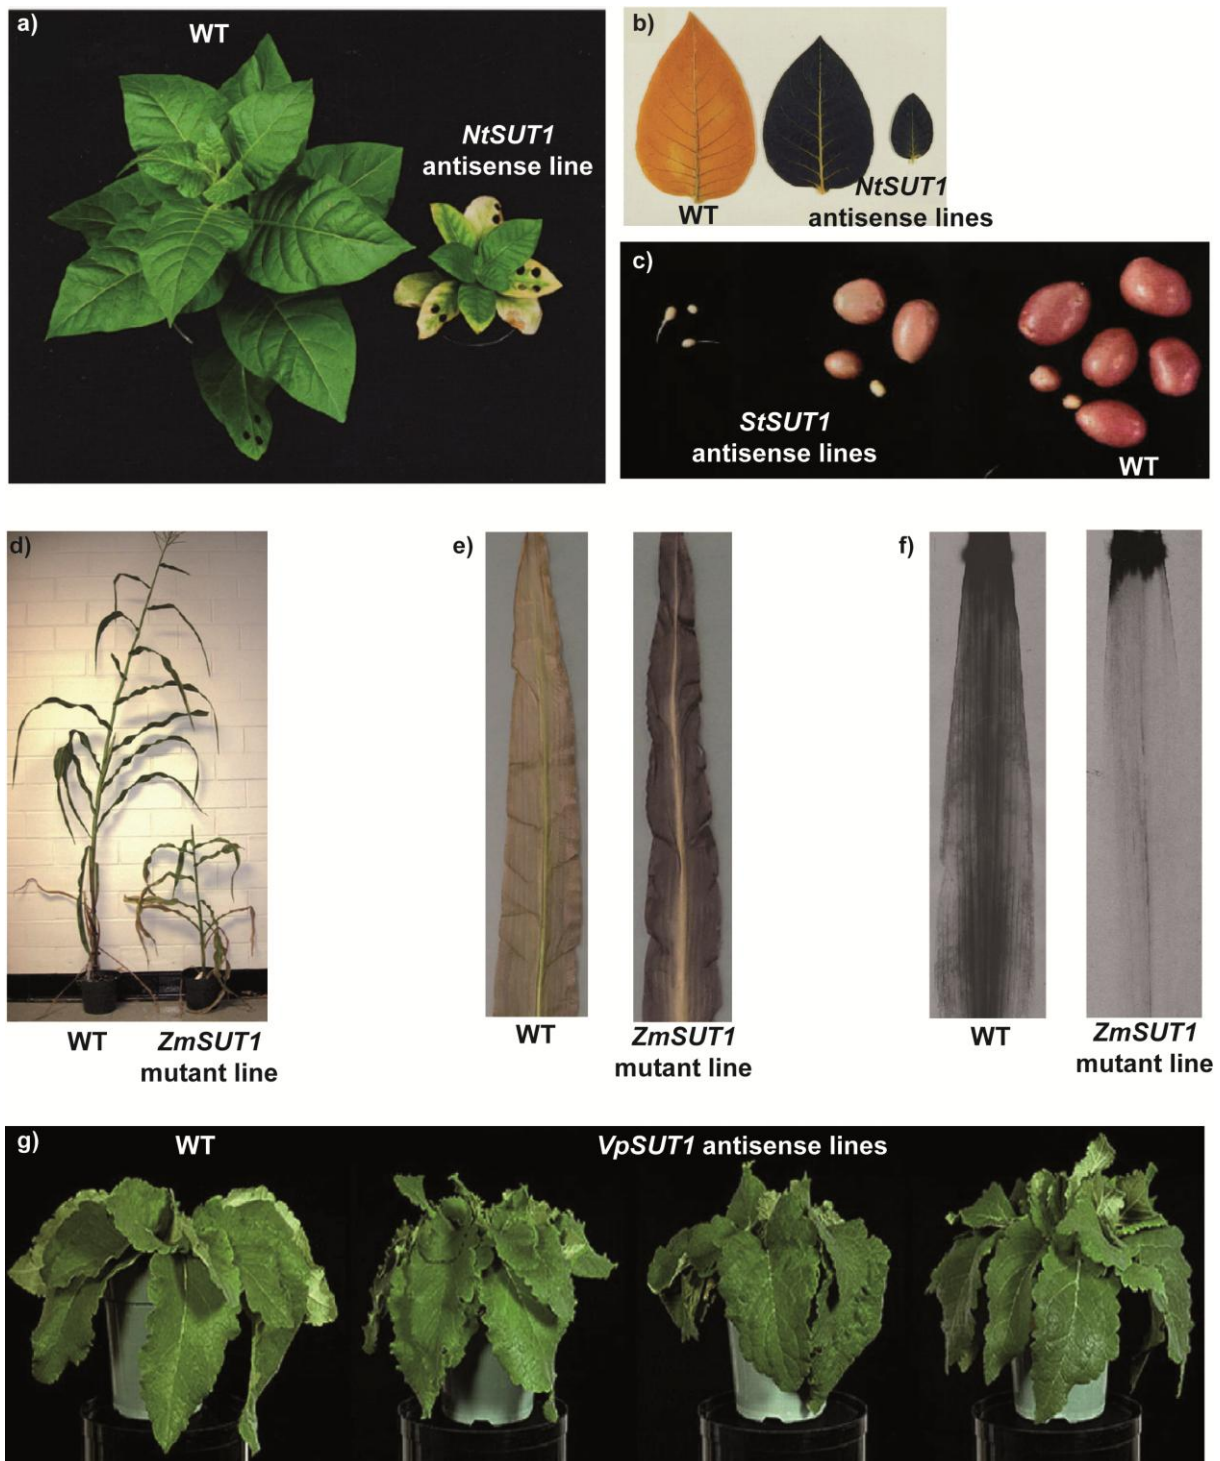 a)
WT
NtSUT1
antisense line
b)
WT
NtSUT1
antisense lines
c)
StSUT1
antisense lines
WT
d)
WT
ZmSUT1
mutant line
e)
WT
ZmSUT1
mutant line
f)
WT
ZmSUT1
mutant line
g)
WT
VpSUT1 antisense lines